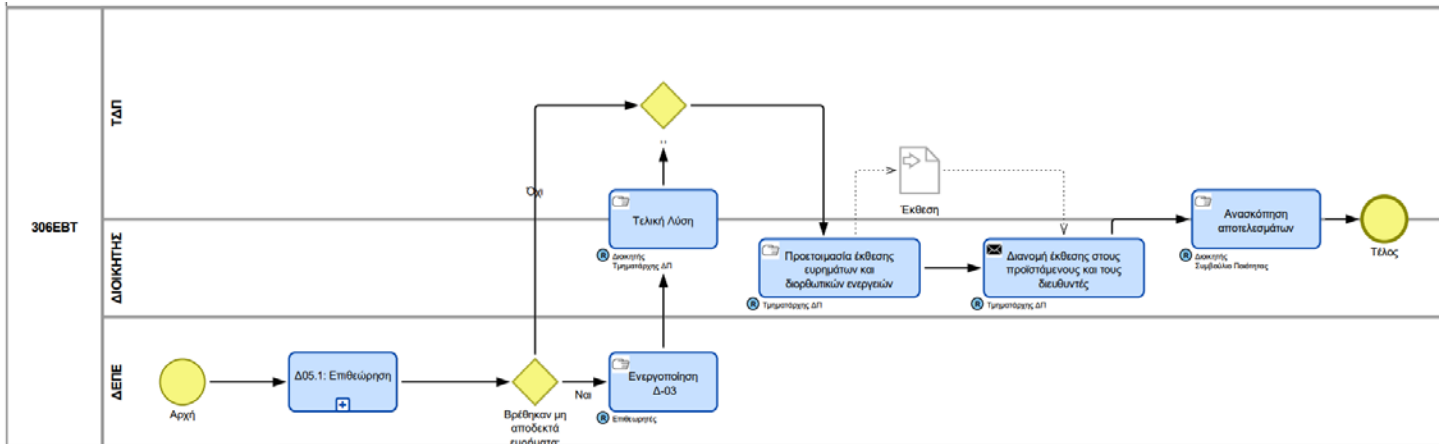 306ΕΒΤ
ΤΔΠ
ΔΙΟΙΚΗΤΗΣ
ΔΕΠΕ
Όχι
Τελική Λύση
Διοικητής
Τμηματάρχης ΔΠ
Έκθεση
Προετοιμασία έκθεσης
ευρημάτων και
διορθωτικών ενεργειών
Τμηματάρχης ΔΠ
Διανομή έκθεσης στους
προϊστάμενους και τους
διευθυντές
Τμηματάρχης ΔΠ
Ανασκόπηση
αποτελεσμάτων
Διοικητής
Συμβούλιο Ποιότητας
Τέλος
Αρχή
Δ05.1: Επιθεώρηση
Βρέθηκαν μη
αποδεκτά
ευρήματα;
Ναι
Ενεργοποίηση
Δ-03
Επιθεωρητές